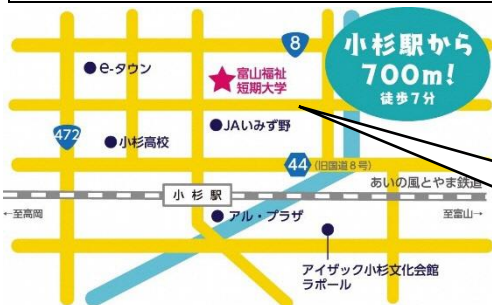 8
小杉駅から
700m!
徒歩7分
e-タウン
富山福祉
短期大学
472
小杉高校
JAいみず野
44
(旧国道8号)
あいの風とやま鉄道
小杉駅
←至高岡
アル・プラザ
至富山→
アイザック小杉文化会館
ラポール